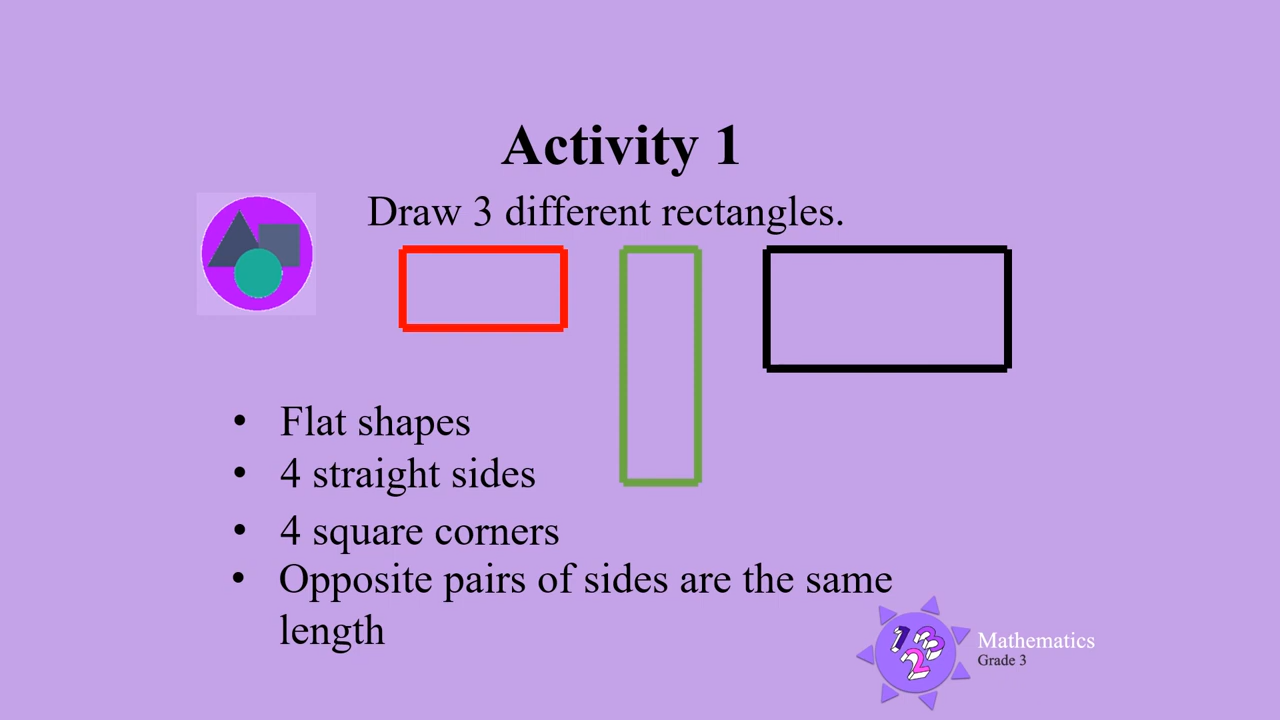 Activity 1
Draw 3 different rectangles.
• Flat shapes
• 4 straight sides
• 4 square corners
• Opposite pairs of sides are the same
length
123
Mathematics
Grade 3